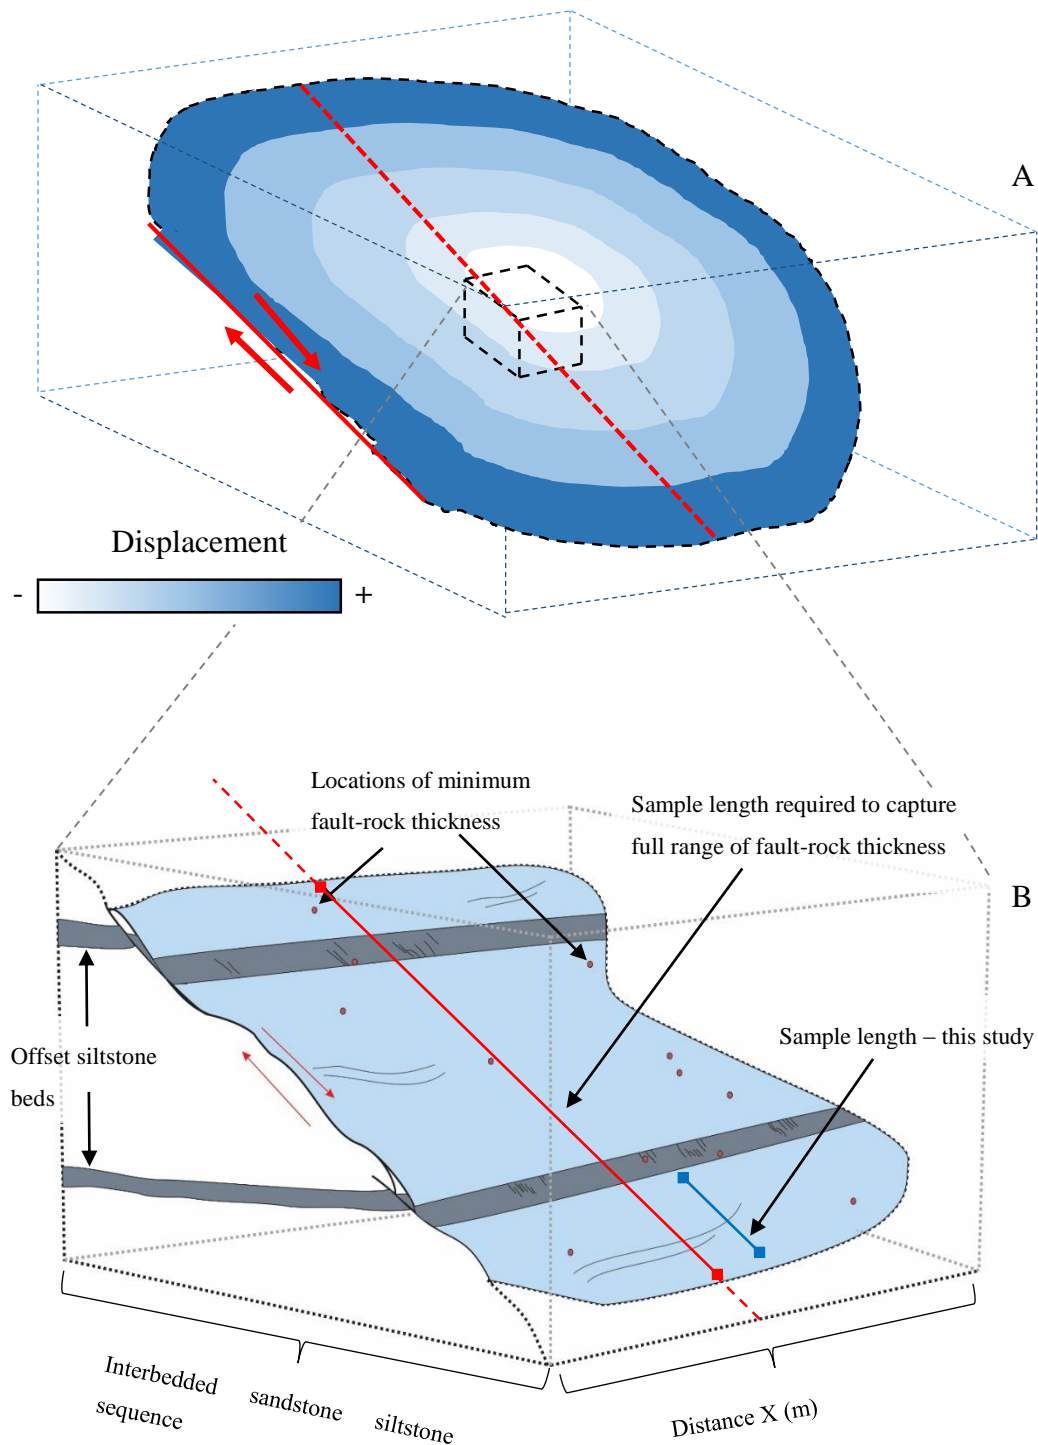 A
Displacement
- +
Locations of minimum
fault-rock thickness
Sample length required to capture
full range of fault-rock thickness
B
Sample length – this study
Offset siltstone
beds
Interbedded sandstone siltstone
sequence
Distance X (m)